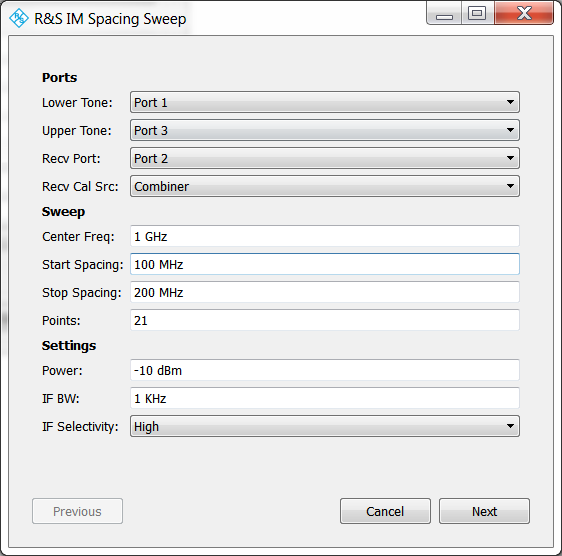 R&S IM Spacing Sweep
Ports
Lower Tone: Port 1
Upper Tone: Port 3
Recv Port: Port 2
Recv Cal Src: Combiner
Sweep
Center Freq: 1 GHz
Start Spacing: 100 MHz
Stop Spacing: 200 MHz
Points: 21
Settings
Power: -10 dBm
IF BW: 1 KHz
IF Selectivity: High
Previous Cancel Next